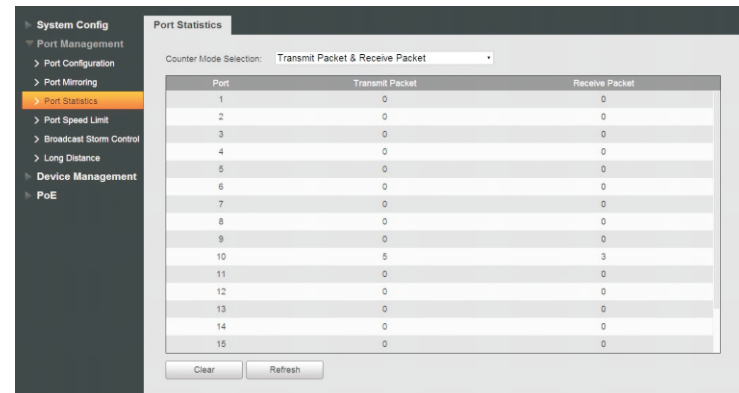 System Config
Port Management
> Port Configuration
> Port Mirroring
> Port Statistics
> Port Speed Limit
> Broadcast Storm Control
> Long Distance
Device Management
PoE
Port Statistics
Counter Mode Selection: Transmit Packet & Receive Packet
Port Transmit Packet Receive Packet
1 0 0
2 0 0
3 0 0
4 0 0
5 0 0
6 0 0
7 0 0
8 0 0
9 0 0
10 5 3
11 0 0
12 0 0
13 0 0
14 0 0
15 0 0
Clear Refresh